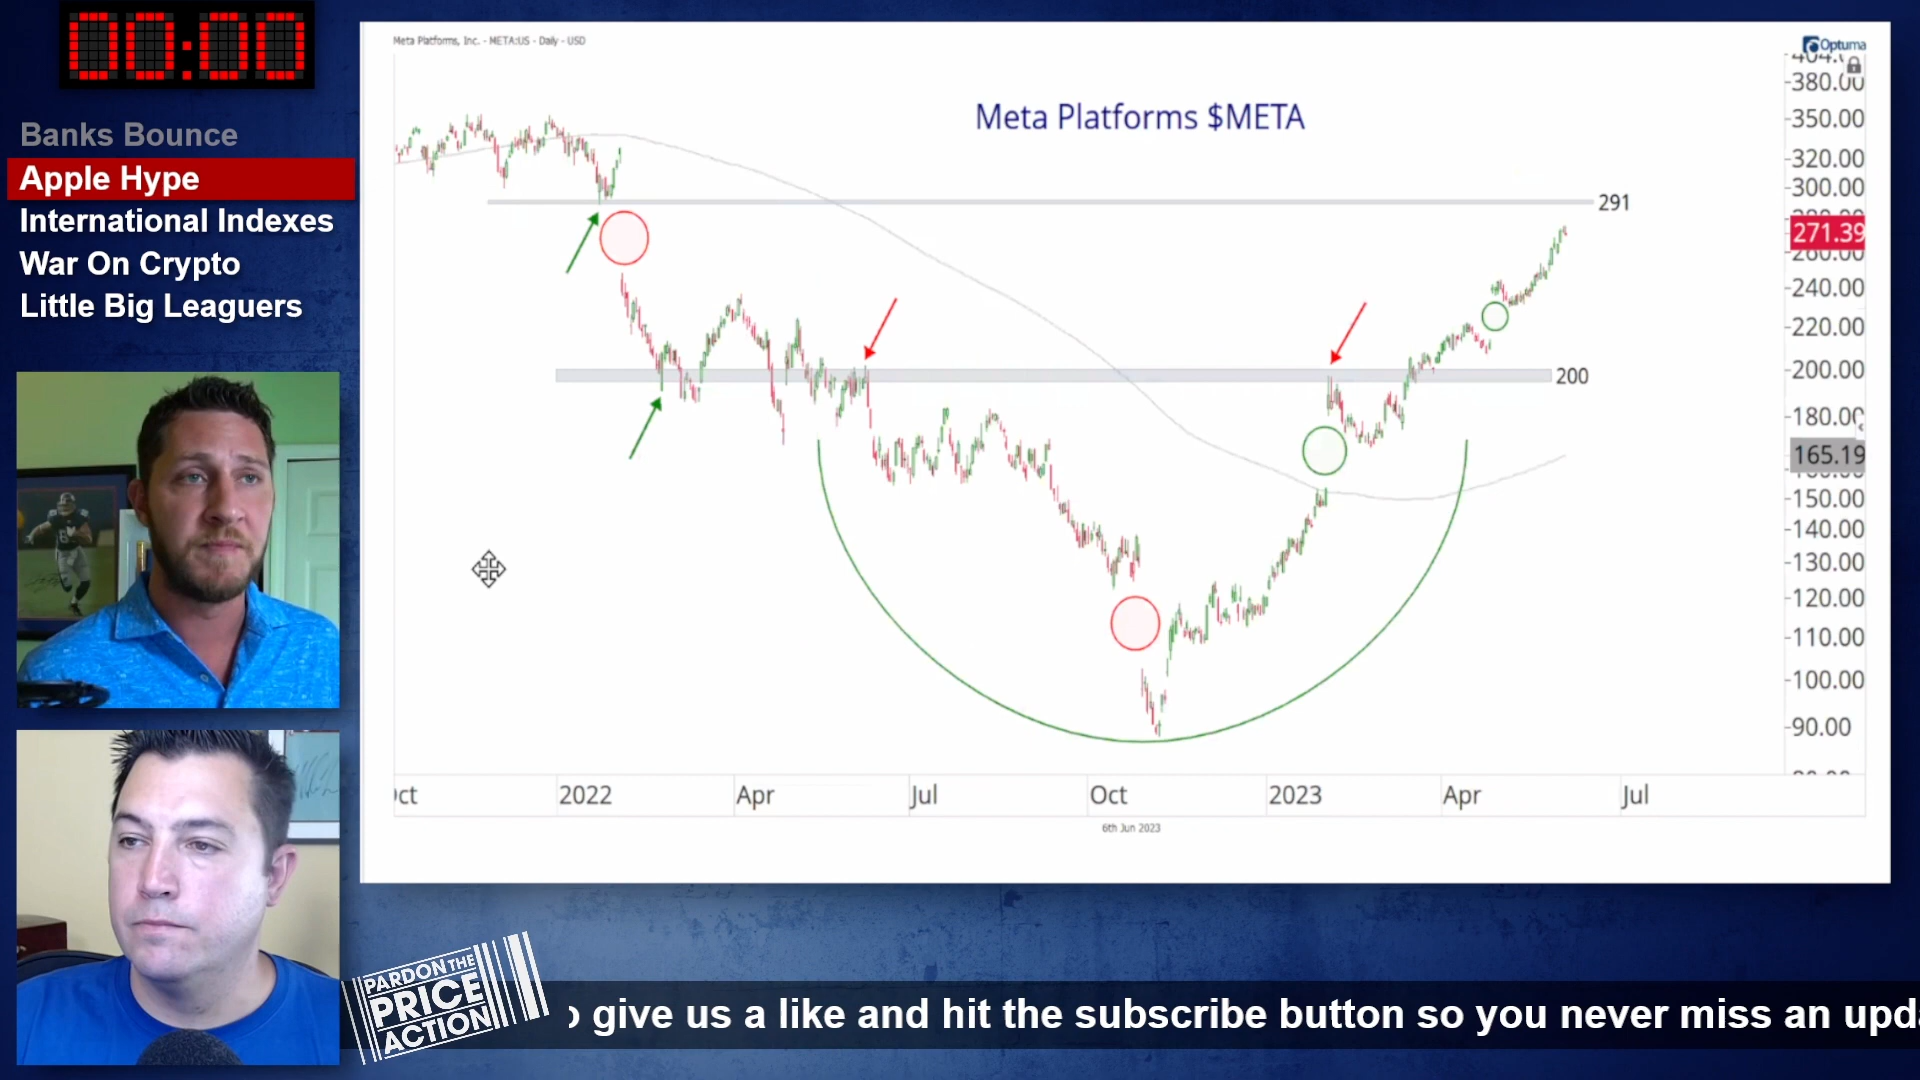 00:00
Banks Bounce
Apple Hype
International Indexes
War On Crypto
Little Big Leaguers
Meta Platforms, Inc. - META:US - Daily - USD
Optuma
Meta Platforms $META
380.00
350.00
320.00
300.00
291
271.39
260.00
240.00
220.00
200.00
200
180.00
165.19
150.00
140.00
130.00
120.00
110.00
100.00
90.00
2022
Apr
Jul
Oct
2023
Apr
Jul
6th Jun 2023
PARDON THE
PRICE
ACTION
give us a like and hit the subscribe button so you never miss an upda